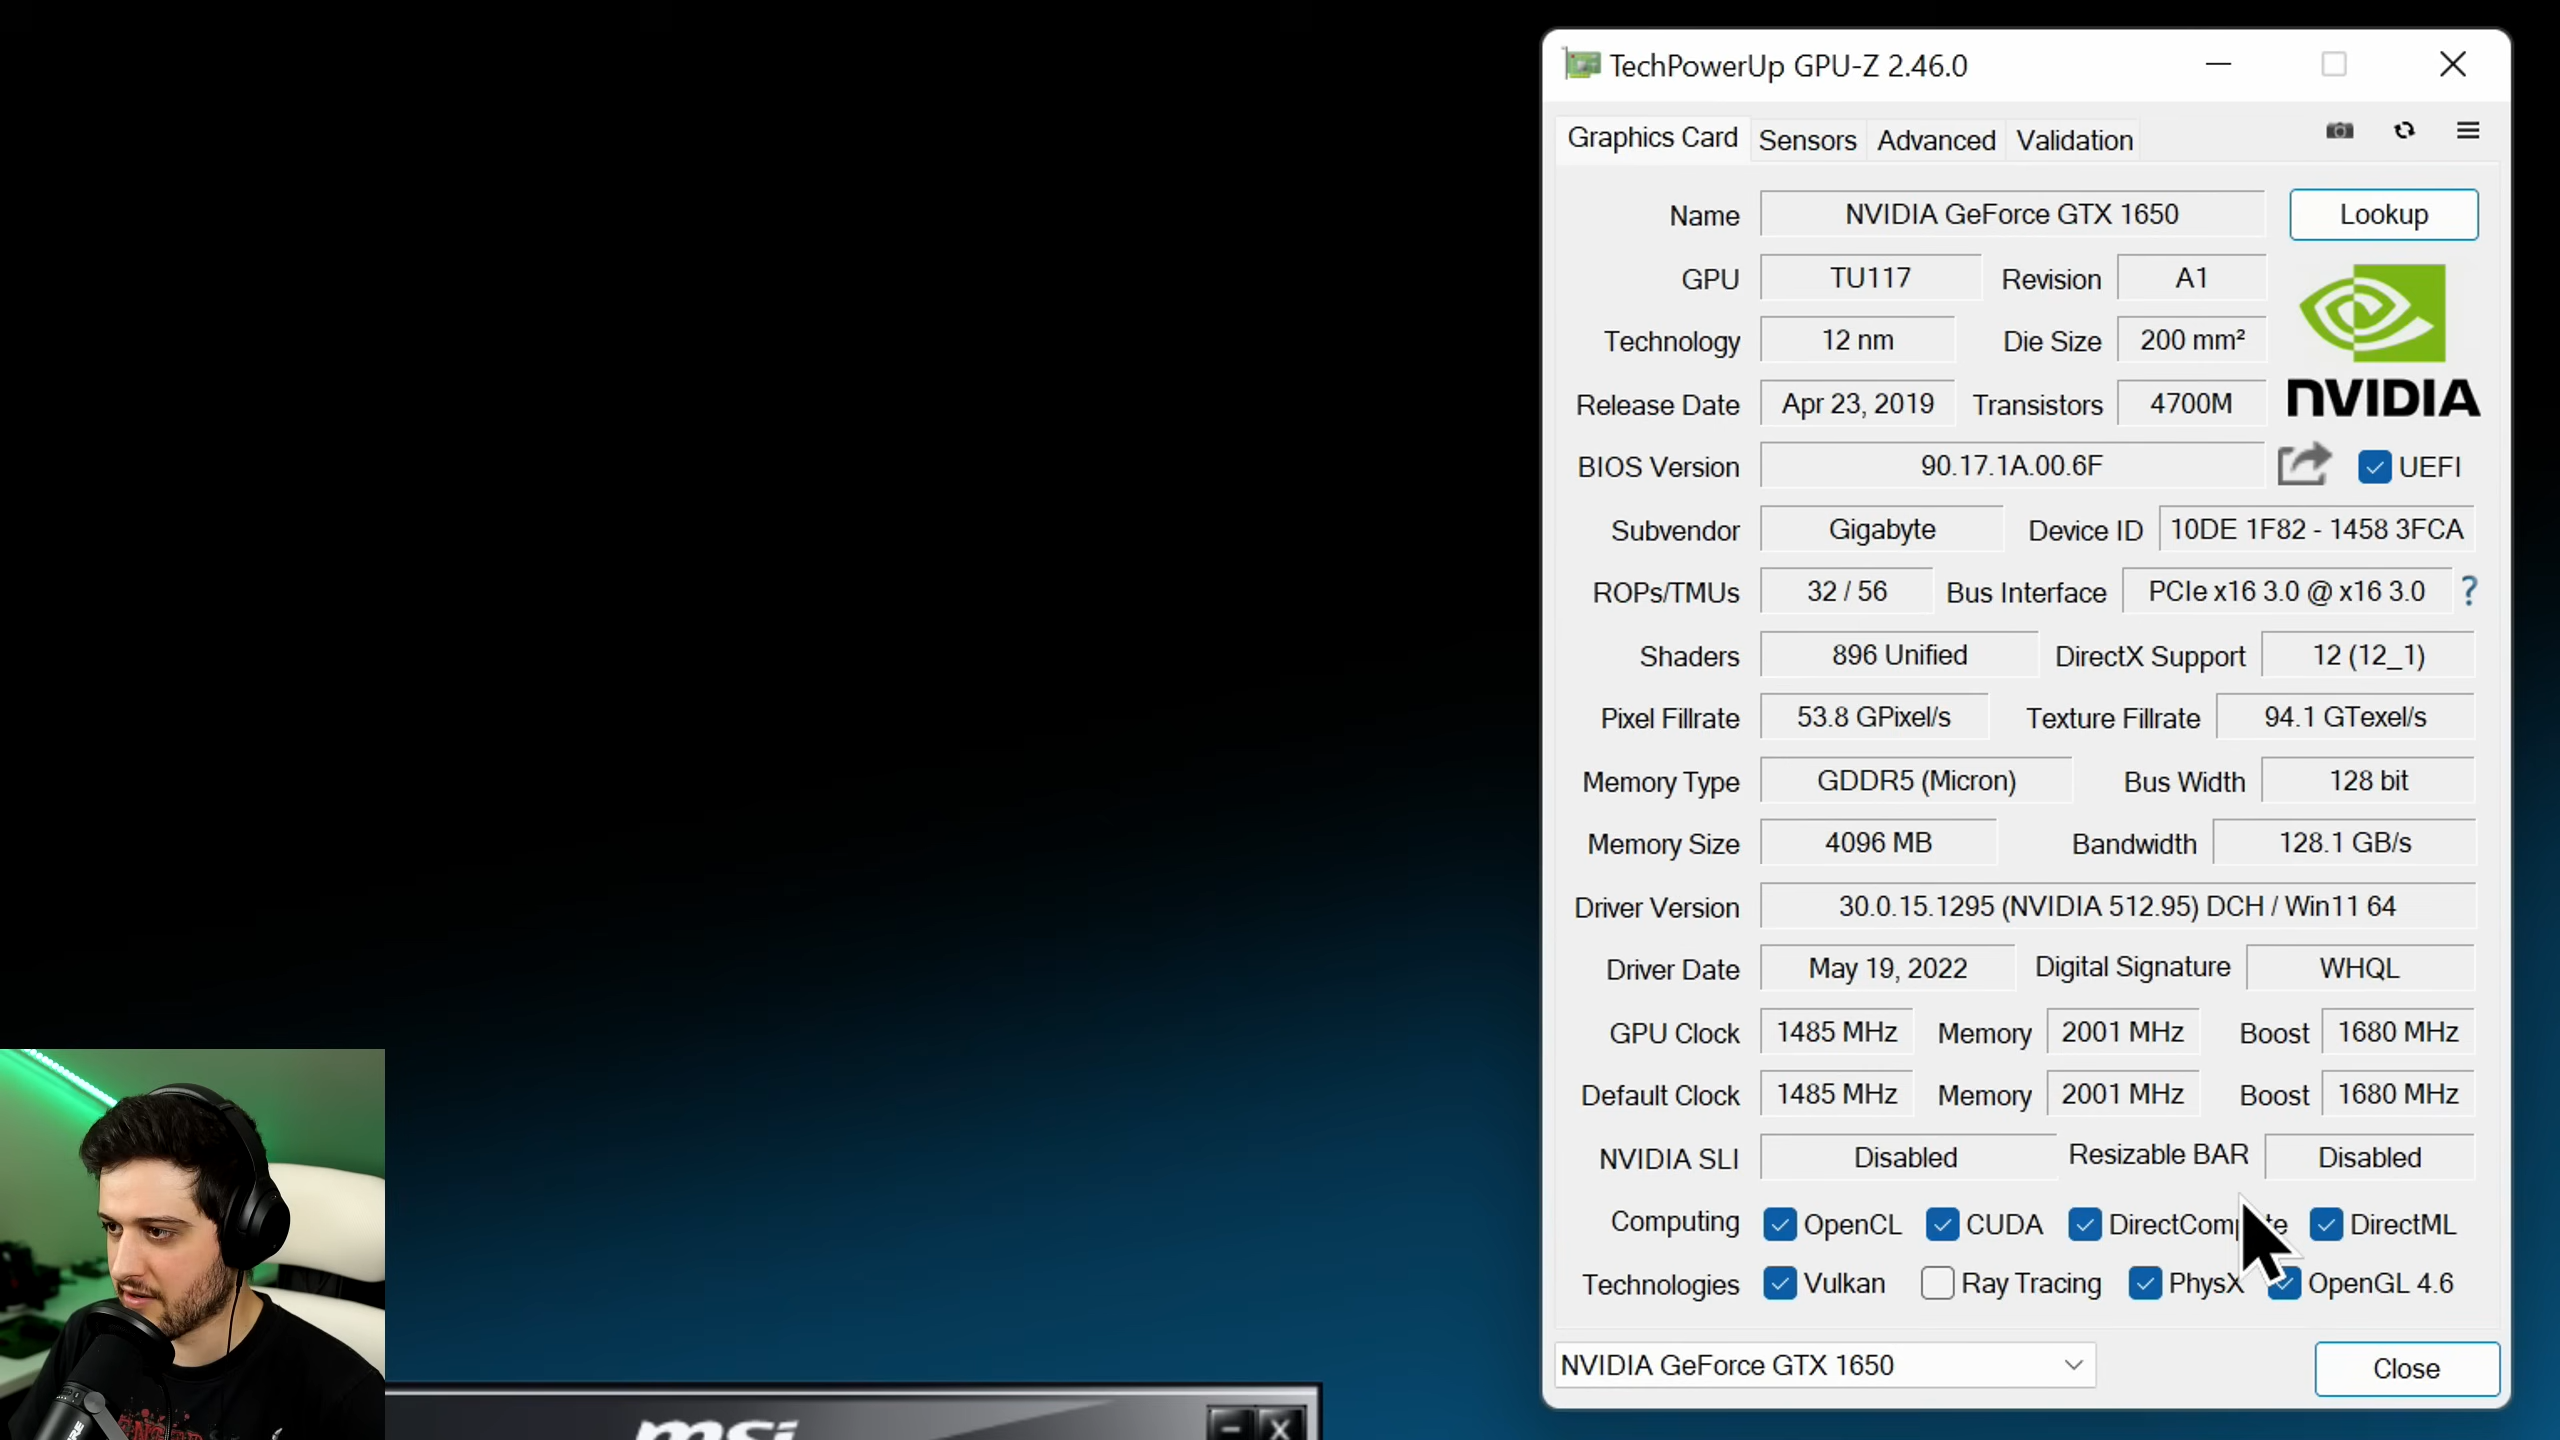 TechPowerUp GPU-Z 2.46.0
Graphics Card Sensors Advanced Validation
Name NVIDIA GeForce GTX 1650 Lookup
GPU TU117 Revision A1
Technology 12 nm Die Size 200 mm²
Release Date Apr 23, 2019 Transistors 4700M
NVIDIA
BIOS Version 90.17.1A.00.6F UEFI
Subvendor Gigabyte Device ID 10DE 1F82 - 1458 3FCA
ROPs/TMUs 32 / 56 Bus Interface PCIe x16 3.0 @ x16 3.0 ?
Shaders 896 Unified DirectX Support 12 (12_1)
Pixel Fillrate 53.8 GPixel/s Texture Fillrate 94.1 GTexel/s
Memory Type GDDR5 (Micron) Bus Width 128 bit
Memory Size 4096 MB Bandwidth 128.1 GB/s
Driver Version 30.0.15.1295 (NVIDIA 512.95) DCH / Win11 64
Driver Date May 19, 2022 Digital Signature WHQL
GPU Clock 1485 MHz Memory 2001 MHz Boost 1680 MHz
Default Clock 1485 MHz Memory 2001 MHz Boost 1680 MHz
NVIDIA SLI Disabled Resizable BAR Disabled
Computing OpenCL CUDA DirectCompute DirectML
Technologies Vulkan Ray Tracing PhysX OpenGL 4.6
NVIDIA GeForce GTX 1650 Close
msi